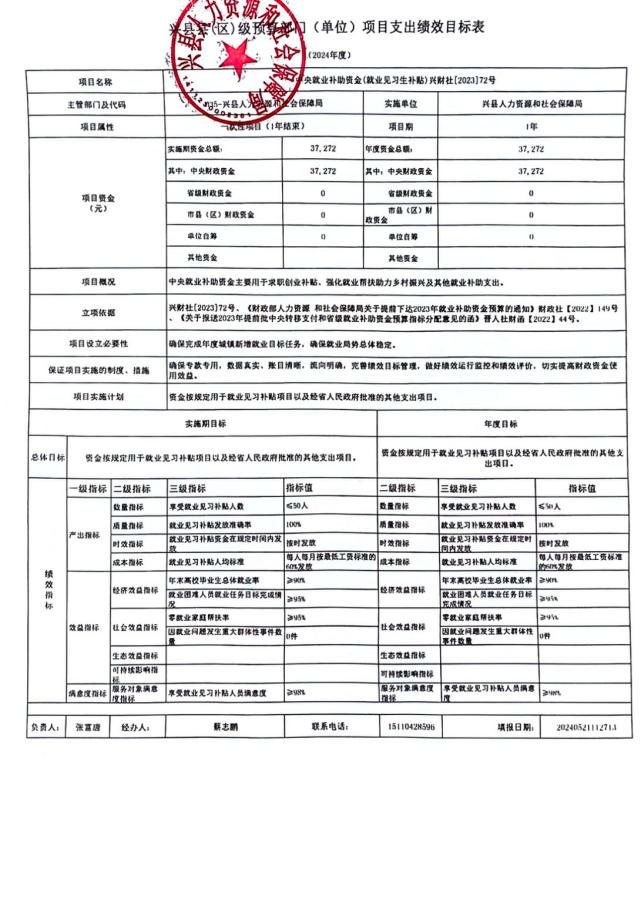 兴县县(区)级预算部门(单位)项目支出绩效目标表
(2024年度)
项目名称 中央就业补助资金(就业见习生补贴)兴财社[2023]72号
主管部门及代码 兴县人力资源和社会保障局 实施单位 兴县人力资源和社会保障局
项目属性 一次性项目(1年结束) 项目期 1年
项目资金(元)
实施期资金总额: 37,272 年度资金总额: 37,272
其中:中央财政资金 37,272 其中:中央财政资金 37,272
省级财政资金 0 省级财政资金 0
市县(区)财政资金 0 市县(区)财政资金 0
单位自筹 0 单位自筹 0
其他资金 其他资金
项目概况 中央就业补助资金主要用于求职创业补贴、强化就业帮扶助力乡村振兴及其他就业补助支出。
立项依据 兴财社[2023]72号、《财政部人力资源 和社会保障局关于提前下达2023年就业补助资金预算的通知》财政社【2022】149号
、《关于报送2023年提前批中央转移支付和省级就业补助资金预算指标分配意见的函》晋人社财函【2022】44号。
项目设立必要性 确保完成年度城镇新增就业目标任务,确保就业局势总体稳定。
保证项目实施的制度、措施 确保专款专用,数据真实、账目清晰,流向明确,完善绩效目标管理,做好绩效运行监控和绩效评价,切实提高财政资金使
用效益。
项目实施计划 资金按规定用于就业见习补贴项目以及经省人民政府批准的其他支出项目。
实施期目标 年度目标
总体目标 资金按规定用于就业见习补贴项目以及经省人民政府批准的其他支出项目。 资金按规定用于就业见习补贴项目以及经省人民政府批准的其他支
出项目。
绩效指标
一级指标 二级指标 三级指标 指标值 二级指标 三级指标 指标值
产出指标
数量指标 享受就业见习补贴人数 ≤50人 数量指标 享受就业见习补贴人数 ≤50人
质量指标 就业见习补贴发放准确率 100% 质量指标 就业见习补贴发放准确率 100%
时效指标 就业见习补贴资金在规定时间内发放 按时发放 时效指标 就业见习补贴资金在规定时间内发放 按时发放
成本指标 就业见习补贴人均标准 每人每月按最低工资标准的60%发放 成本指标 就业见习补贴人均标准 每人每月按最低工资标准的60%发放
效益指标
经济效益指标 年末高校毕业生总体就业率 ≥90% 经济效益指标 年末高校毕业生总体就业率 ≥90%
就业困难人员就业任务目标完成情况 ≥95% 就业困难人员就业任务目标完成情况 ≥95%
社会效益指标 零就业家庭帮扶率 ≥95% 社会效益指标 零就业家庭帮扶率 ≥95%
因就业问题发生重大群体性事件数量 0件 因就业问题发生重大群体性事件数量 0件
生态效益指标 生态效益指标
可持续影响指标 可持续影响指标
满意度指标 服务对象满意度指标 享受就业见习补贴人员满意度 ≥98% 服务对象满意度指标 享受就业见习补贴人员满意度 ≥98%
负责人: 张富唐 经办人: 蔡志鹏 联系电话: 15110428596 填报日期:
兴县人力资源和社会保障局